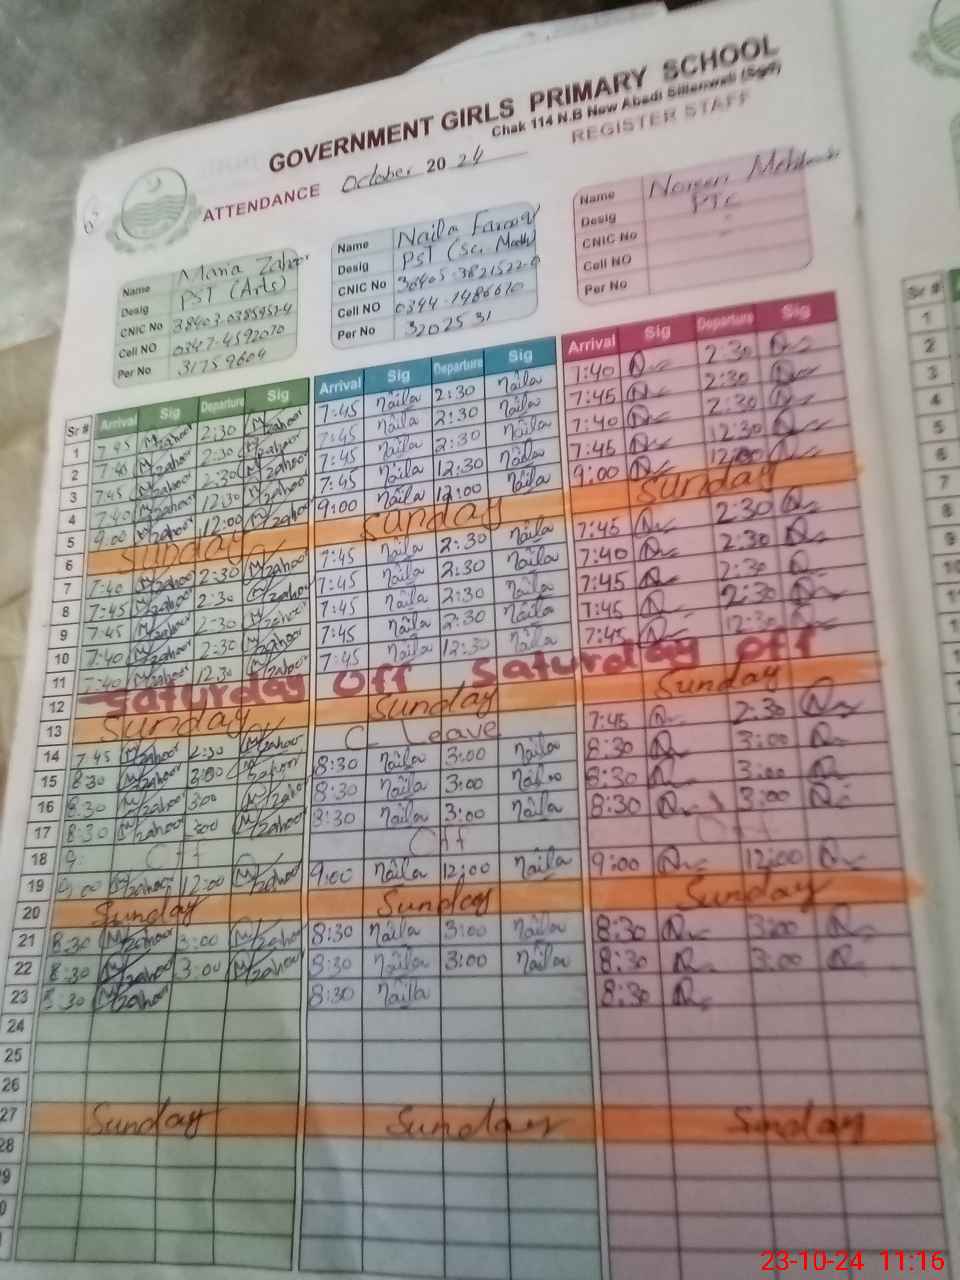 GOVERNMENT GIRLS PRIMARY SCHOOL
Chak 114 N.B New Abadi Sillanwali (Sgd)
REGISTER STAFF
ATTENDANCE October 2024
Name Maria Zahoor
Desig PST (Arts)
CNIC No
Cell NO 0347-4592070
Per No 31759604
Name Naila Farooq
Desig PST (Sc. Math)
CNIC No 38405-3821522-0
Cell NO 0344-7486610
Per No 3202531
Name Noreen
Desig PTC
CNIC No
Cell NO
Per No
Sr # Arrival Sig Departure Sig Arrival Sig Departure Sig Arrival Sig Departure Sig
1 7:45 M/zahoor 2:30 M/zahoor 7:45 Naila 2:30 Naila 7:40 2:30
2 7:40 M/zahoor 2:30 M/zahoor 7:45 Naila 2:30 Naila 7:45 2:30
3 7:45 M/zahoor 2:30 M/zahoor 7:45 Naila 2:30 Naila 7:40 2:30
4 7:40 M/zahoor 12:30 M/zahoor 7:45 Naila 12:30 Naila 7:45 12:30
5 9:00 M/zahoor 12:00 M/zahoor 9:00 Naila 12:00 Naila 9:00 12:00
6 Sunday Sunday Sunday
7 7:40 M/zahoor 2:30 M/zahoor 7:45 Naila 2:30 Naila 7:45 2:30
8 7:45 M/zahoor 2:30 M/zahoor 7:45 Naila 2:30 Naila 7:40 2:30
9 7:45 M/zahoor 2:30 M/zahoor 7:45 Naila 2:30 Naila 7:45 2:30
10 7:40 M/zahoor 2:30 M/zahoor 7:45 Naila 2:30 Naila 7:45 2:30
11 7:40 M/zahoor 12:30 M/zahoor 7:45 Naila 12:30 Naila 7:45 12:30
12 Saturday Off Saturday Off
13 Sunday Sunday Sunday
14 7:45 M/zahoor 2:30 M/zahoor C Leave 7:45 2:30
15 8:30 M/zahoor 3:00 M/zahoor 8:30 Naila 3:00 Naila 8:30 3:00
16 8:30 M/zahoor 3:00 M/zahoor 8:30 Naila 3:00 Naila 8:30 3:00
17 8:30 M/zahoor 3:00 M/zahoor 8:30 Naila 3:00 Naila 8:30 3:00
18 9: Off Off Off
19 9:00 M/zahoor 12:00 M/zahoor 9:00 Naila 12:00 Naila 9:00 12:00
20 Sunday Sunday Sunday
21 8:30 M/zahoor 3:00 M/zahoor 8:30 Naila 3:00 Naila 8:30 3:00
22 8:30 M/zahoor 3:00 M/zahoor 8:30 Naila 3:00 Naila 8:30 3:00
23 8:30 M/zahoor 8:30 Naila 8:30
24
25
26
27 Sunday Sunday Sunday
28
9
0
Sr #
1
2
3
4
5
6
7
8
9
10
23-10-24 11:16